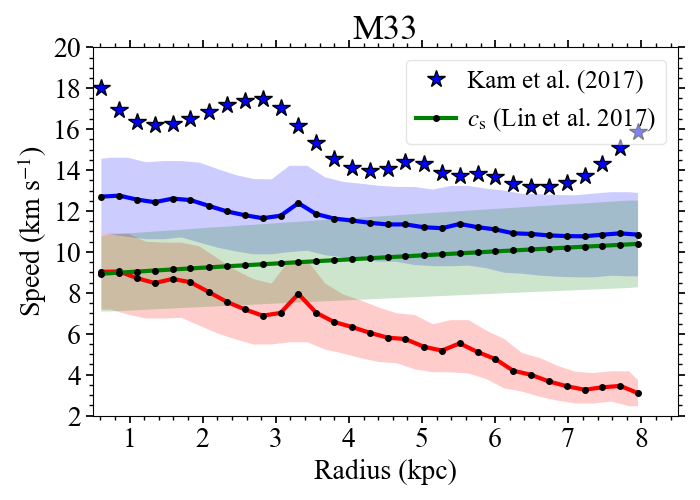 M33
20
18
16
14
12
10
8
6
4
2
Speed (km s⁻¹)
Kam et al. (2017)
cₛ (Lin et al. 2017)
1 2 3 4 5 6 7 8
Radius (kpc)